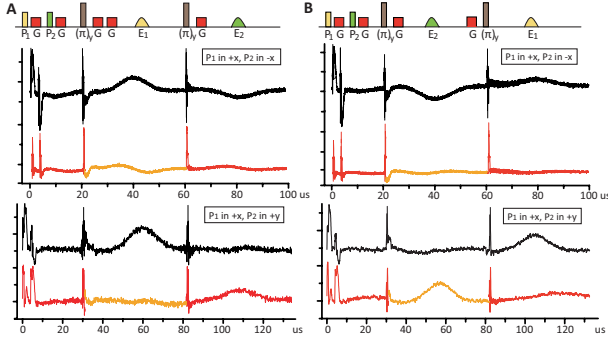 A
P1 G P2 G (π)y G G E1 (π)y G E2
P1 in +x, P2 in -x
0 20 40 60 80 100 us
P1 in +x, P2 in +y
0 20 40 60 80 100 120 us
B
P1 G P2 G (π)y G E2 G (π)y E1
P1 in +x, P2 in -x
0 20 40 60 80 100 us
P1 in +x, P2 in +y
0 20 40 60 80 100 120 us